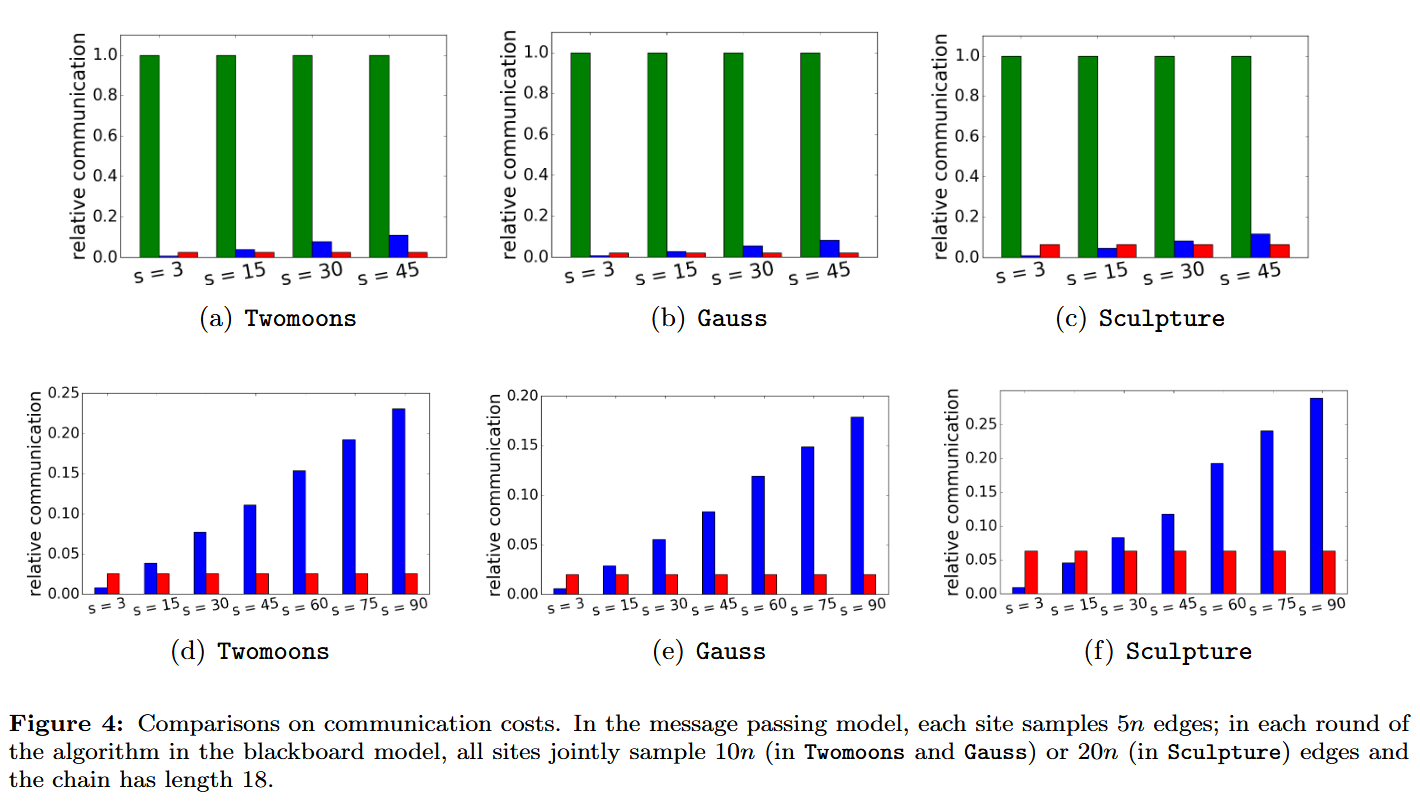 relative communication
1.0
0.8
0.6
0.4
0.2
0.0
s = 3
s = 15
s = 30
s = 45
(a) Twomoons
relative communication
1.0
0.8
0.6
0.4
0.2
0.0
s = 3
s = 15
s = 30
s = 45
(b) Gauss
relative communication
1.0
0.8
0.6
0.4
0.2
0.0
s = 3
s = 15
s = 30
s = 45
(c) Sculpture
relative communication
0.25
0.20
0.15
0.10
0.05
0.00
s = 3
s = 15
s = 30
s = 45
s = 60
s = 75
s = 90
(d) Twomoons
relative communication
0.20
0.15
0.10
0.05
0.00
s = 3
s = 15
s = 30
s = 45
s = 60
s = 75
s = 90
(e) Gauss
relative communication
0.25
0.20
0.15
0.10
0.05
0.00
s = 3
s = 15
s = 30
s = 45
s = 60
s = 75
s = 90
(f) Sculpture
Figure 4: Comparisons on communication costs. In the message passing model, each site samples 5n edges; in each round of
the algorithm in the blackboard model, all sites jointly sample 10n (in Twomoons and Gauss) or 20n (in Sculpture) edges and
the chain has length 18.